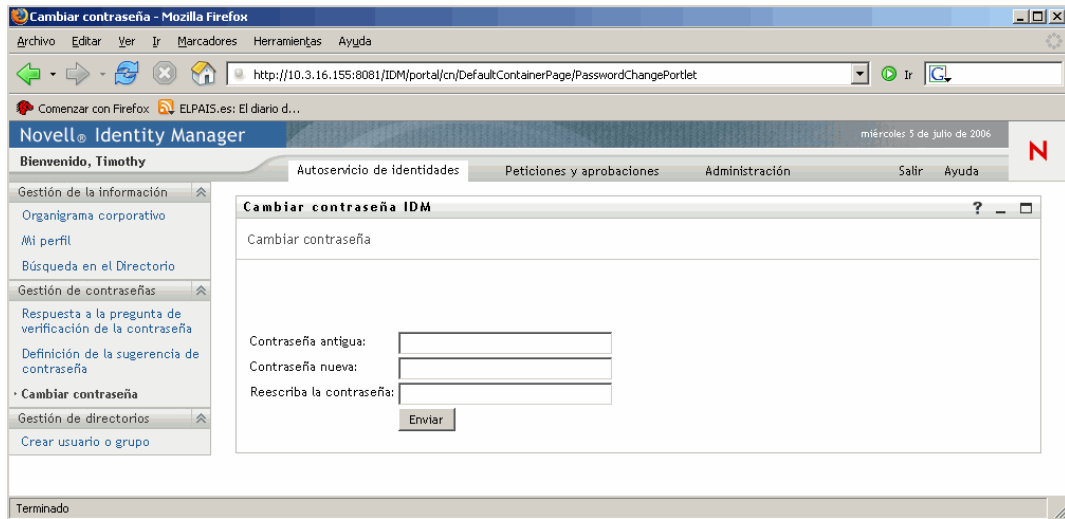 Cambiar contraseña - Mozilla Firefox
Archivo Editar Ver Ir Marcadores Herramientas Ayuda
http://10.3.16.155:8081/IDM/portal/cn/DefaultContainerPage/PasswordChangePortlet
Ir
G
Comenzar con Firefox ELPAIS.es: El diario d...
Novell® Identity Manager
miércoles 5 de julio de 2006
N
Bienvenido, Timothy
Autoservicio de identidades Peticiones y aprobaciones Administración Salir Ayuda
Gestión de la información
Organigrama corporativo
Mi perfil
Búsqueda en el Directorio
Gestión de contraseñas
Respuesta a la pregunta de
verificación de la contraseña
Definición de la sugerencia de
contraseña
Cambiar contraseña
Gestión de directorios
Crear usuario o grupo
Cambiar contraseña IDM ?
Cambiar contraseña
Contraseña antigua:
Contraseña nueva:
Reescriba la contraseña:
Enviar
Terminado